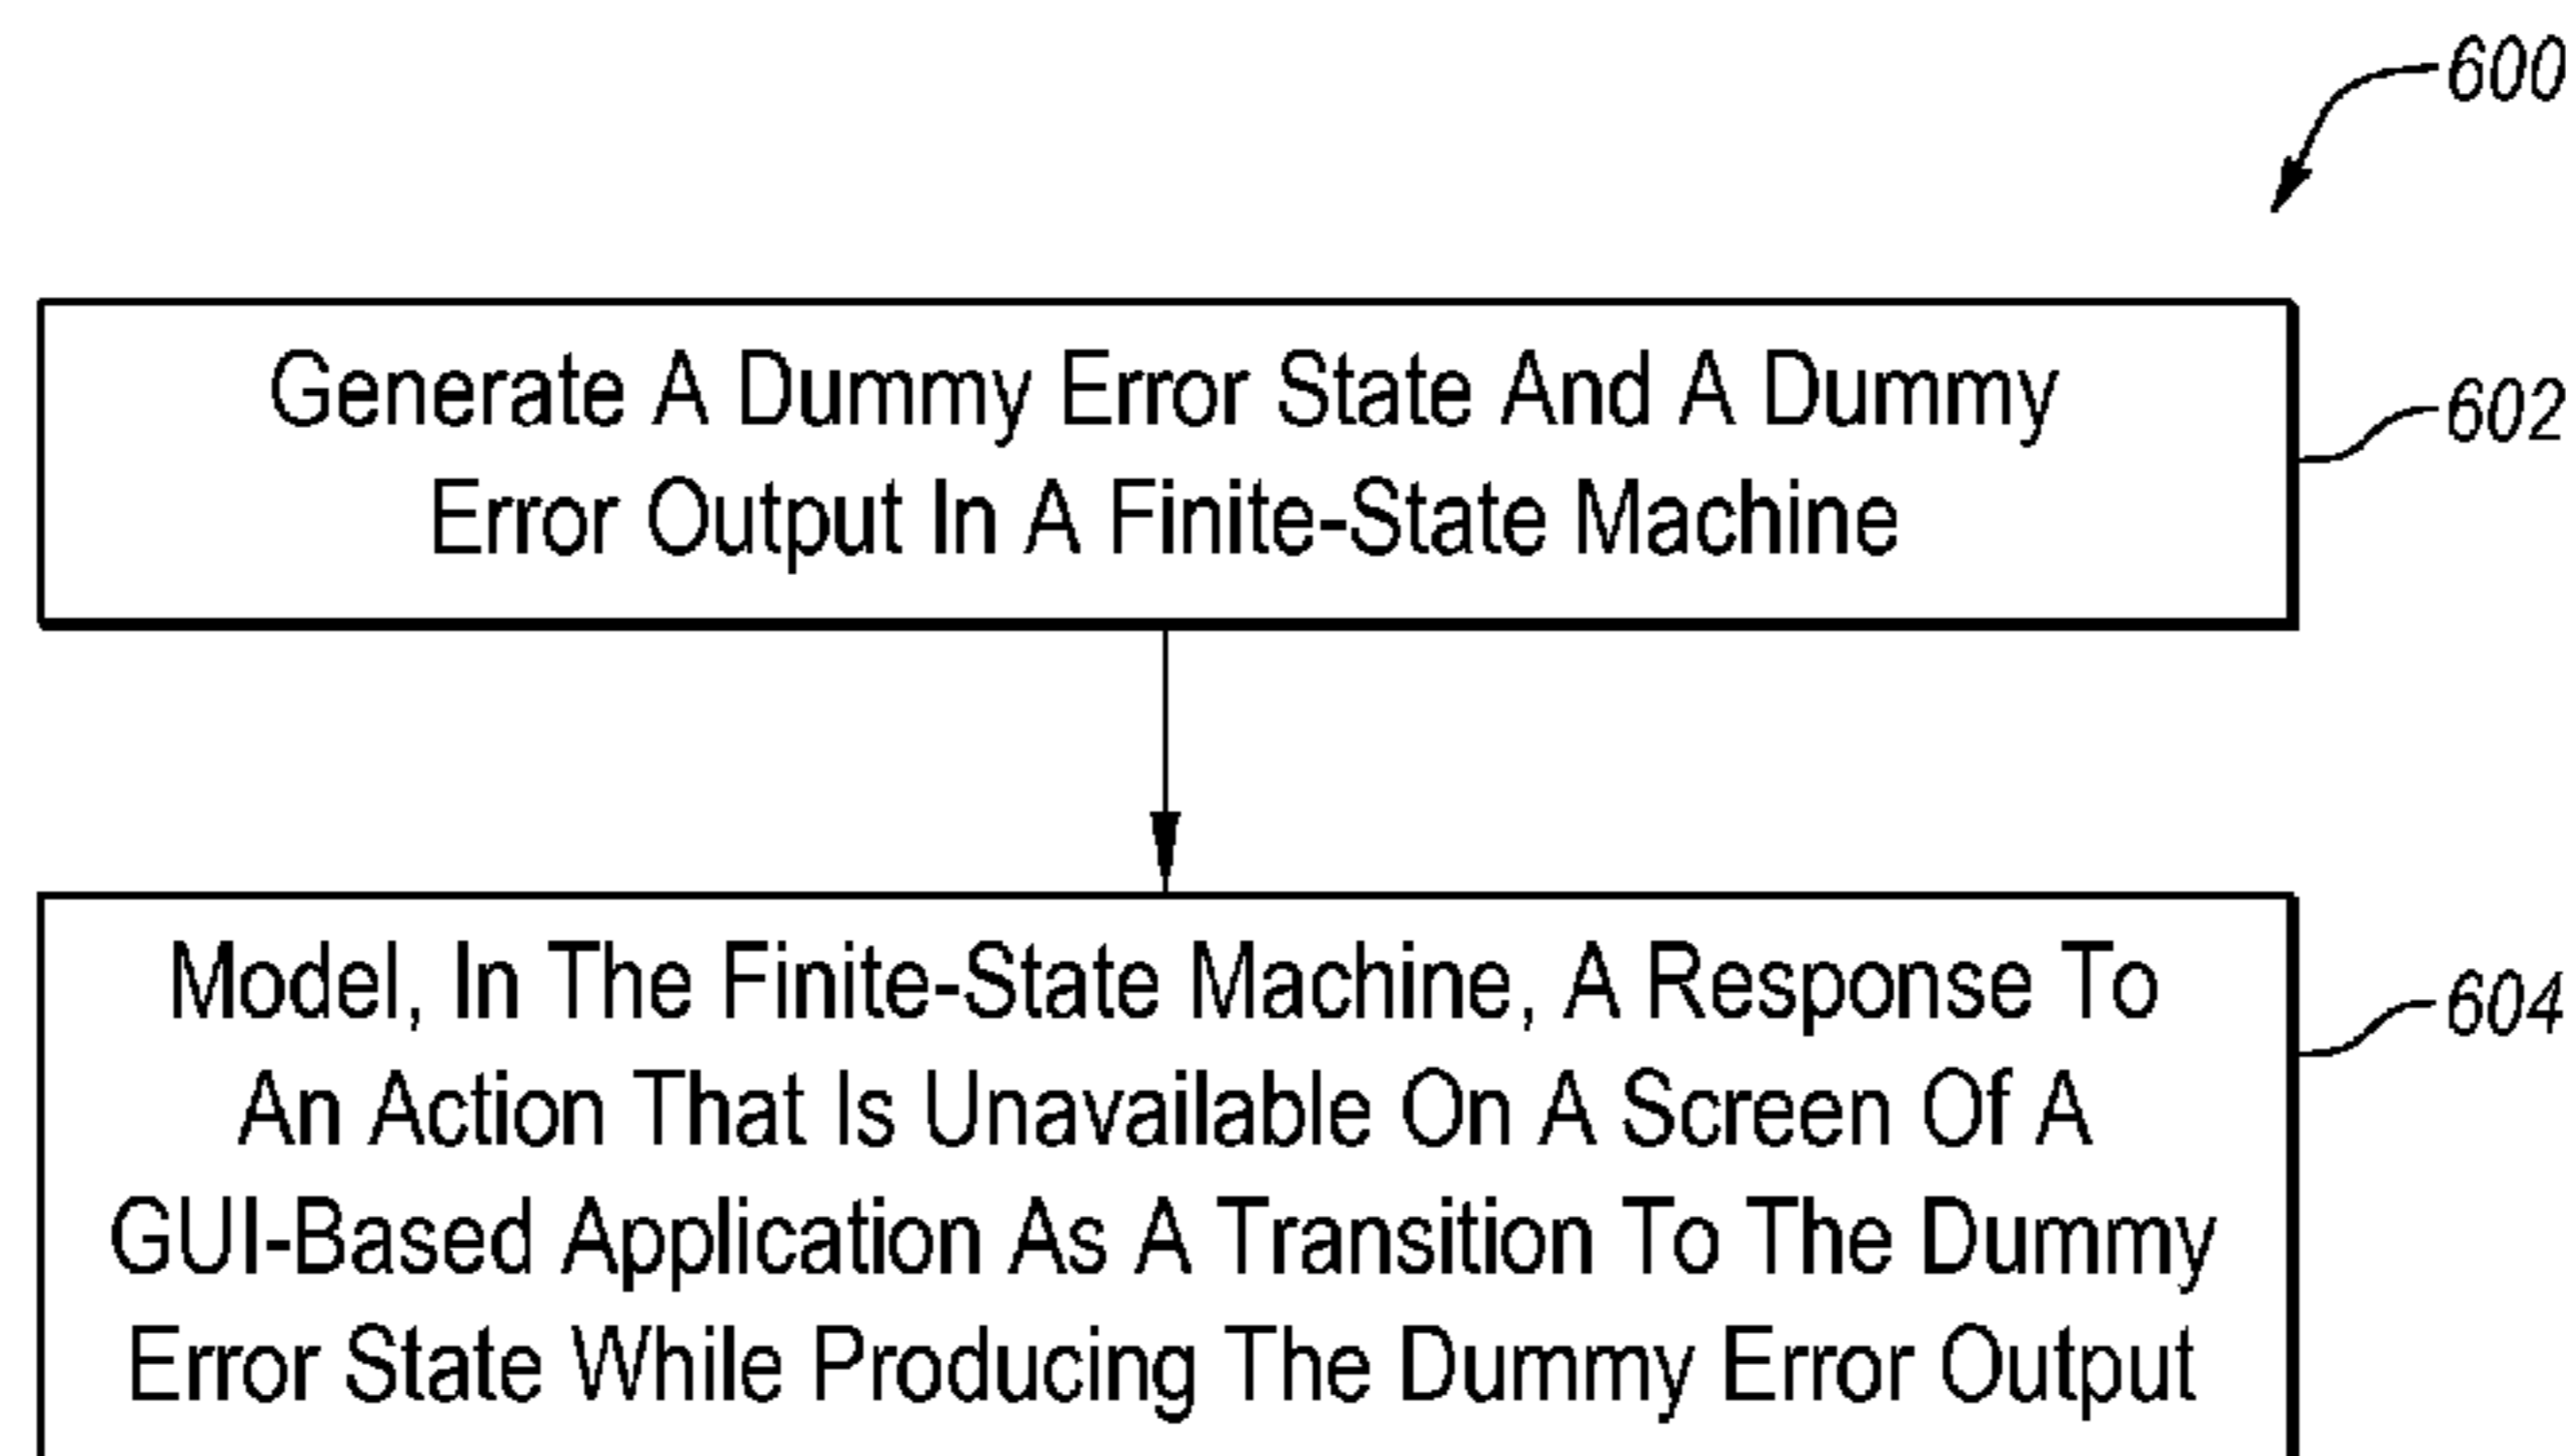 600
Generate A Dummy Error State And A Dummy
Error Output In A Finite-State Machine
602
Model, In The Finite-State Machine, A Response To
An Action That Is Unavailable On A Screen Of A
GUI-Based Application As A Transition To The Dummy
Error State While Producing The Dummy Error Output
604